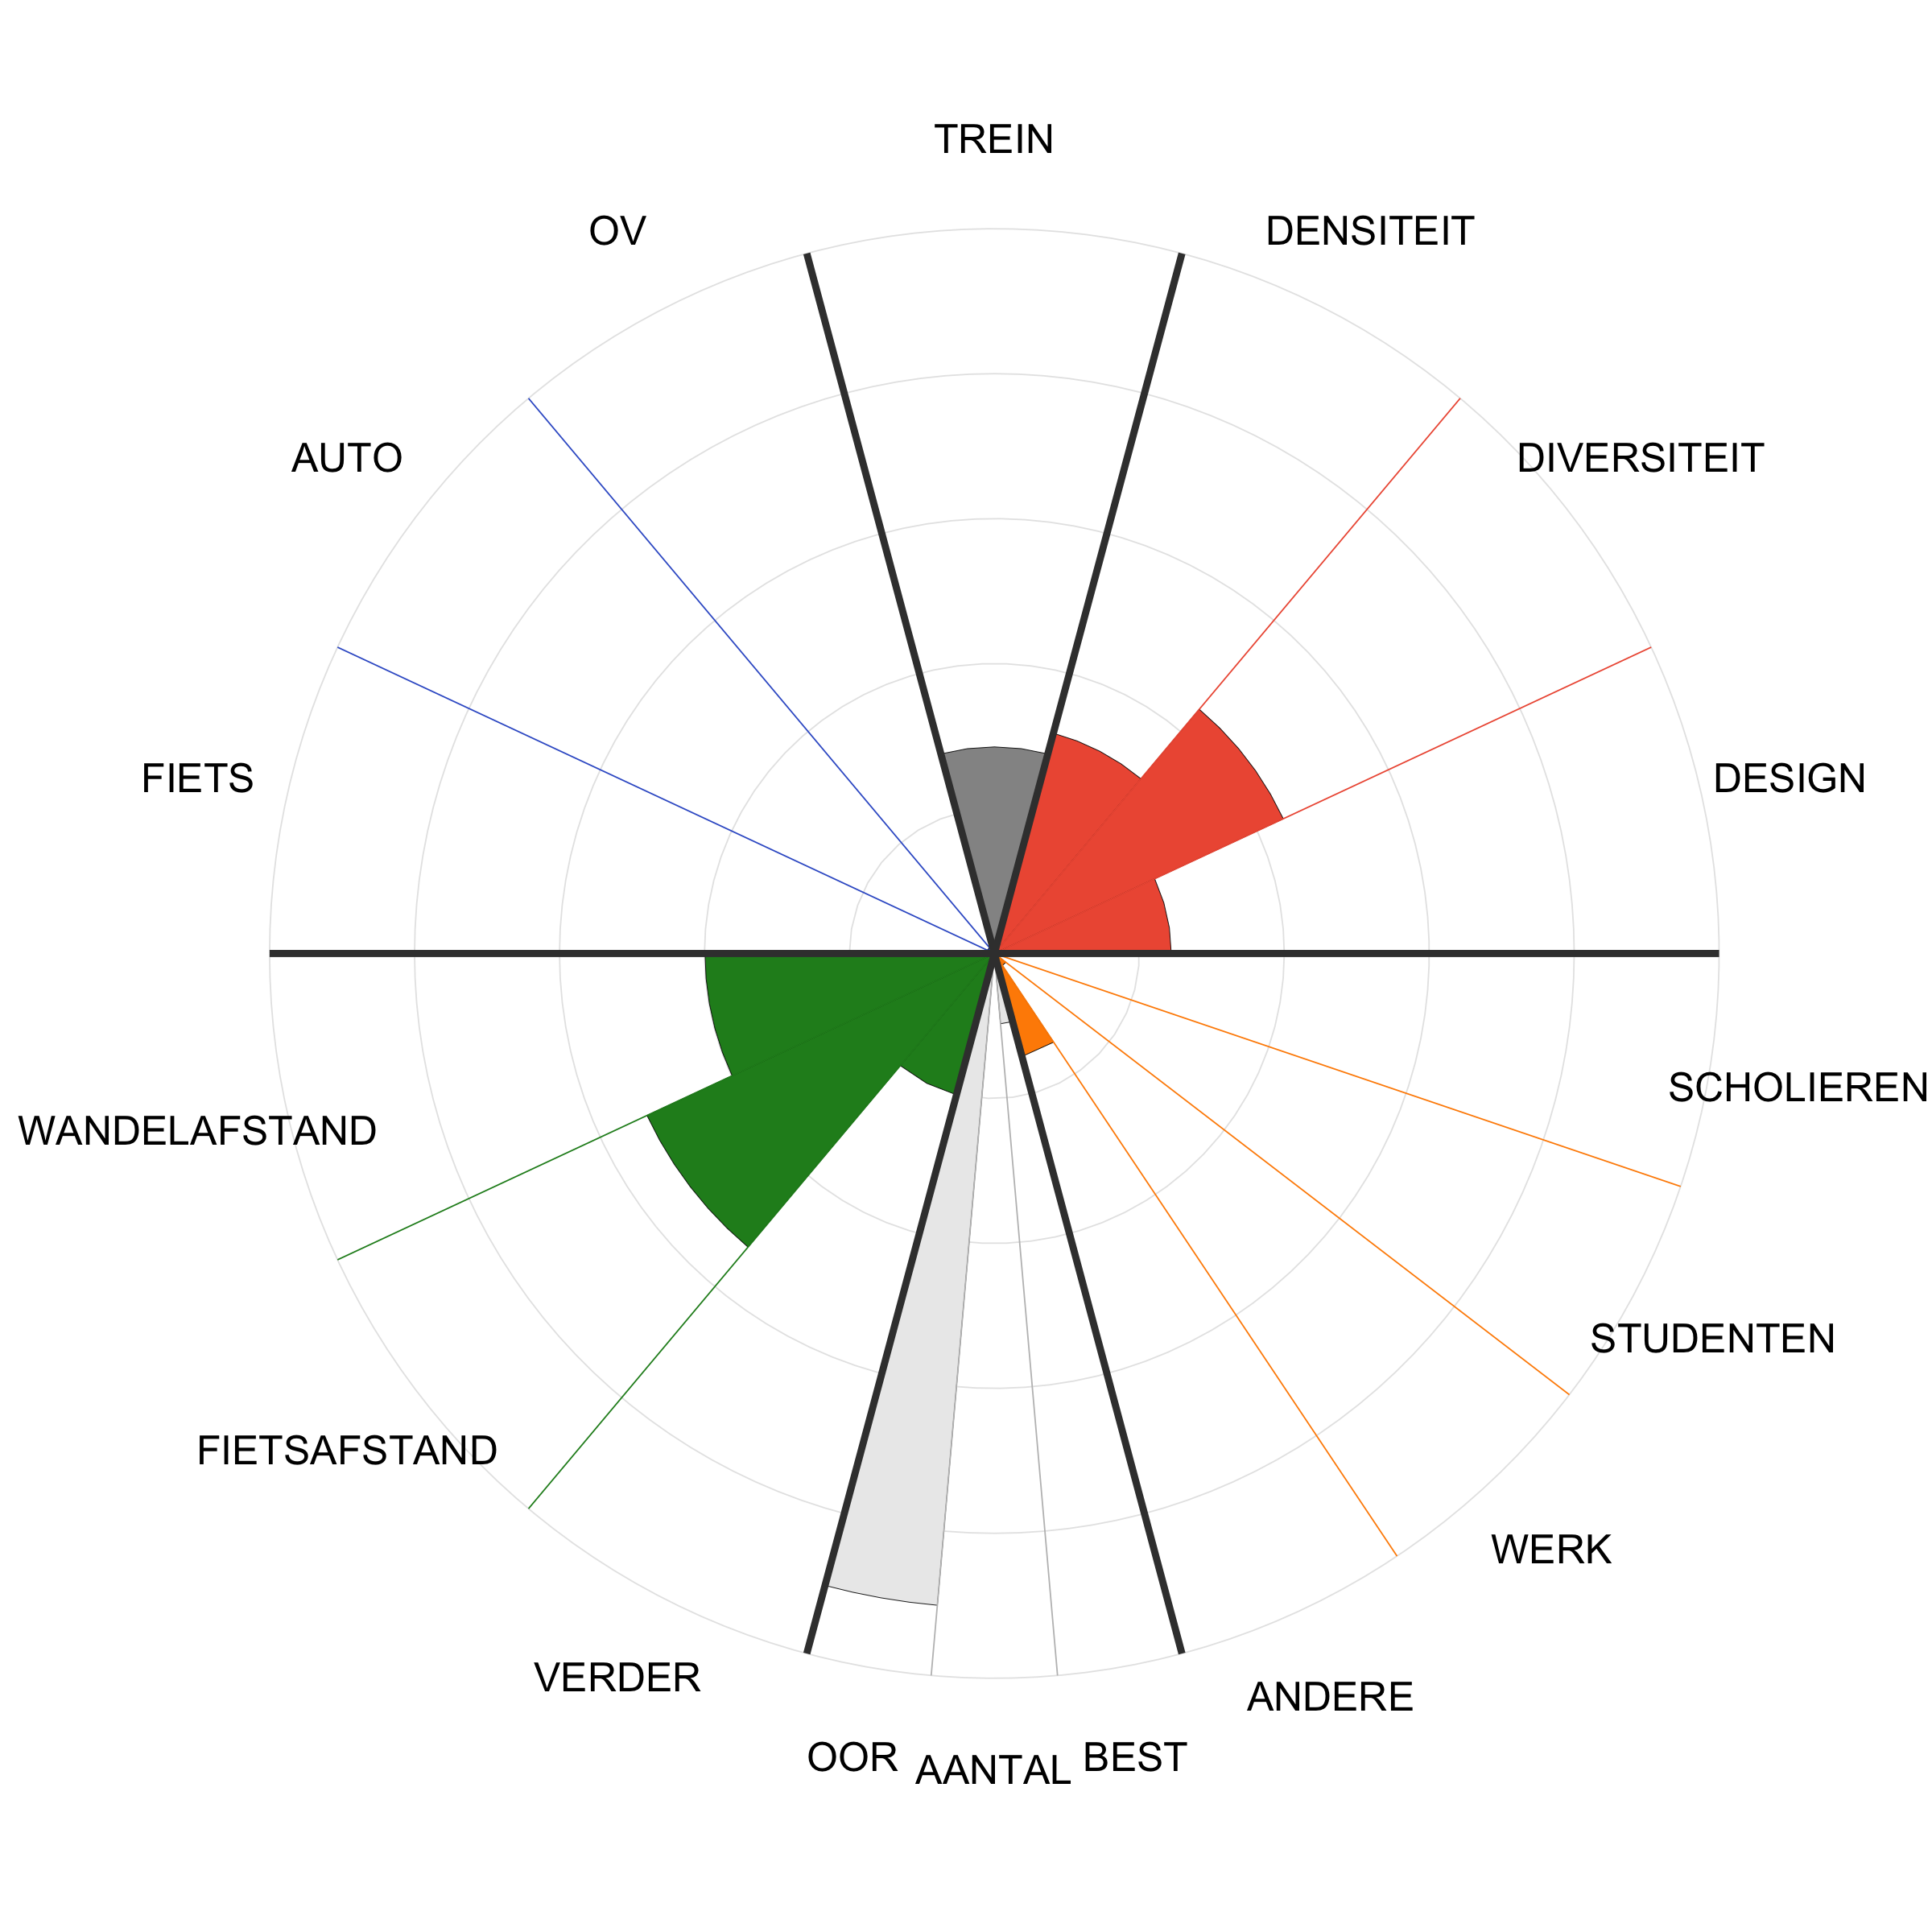 TREIN
OV
DENSITEIT
AUTO
DIVERSITEIT
FIETS
DESIGN
SCHOLIEREN
WANDELAFSTAND
STUDENTEN
FIETSAFSTAND
WERK
VERDER
ANDERE
OOR
AANTAL
BEST